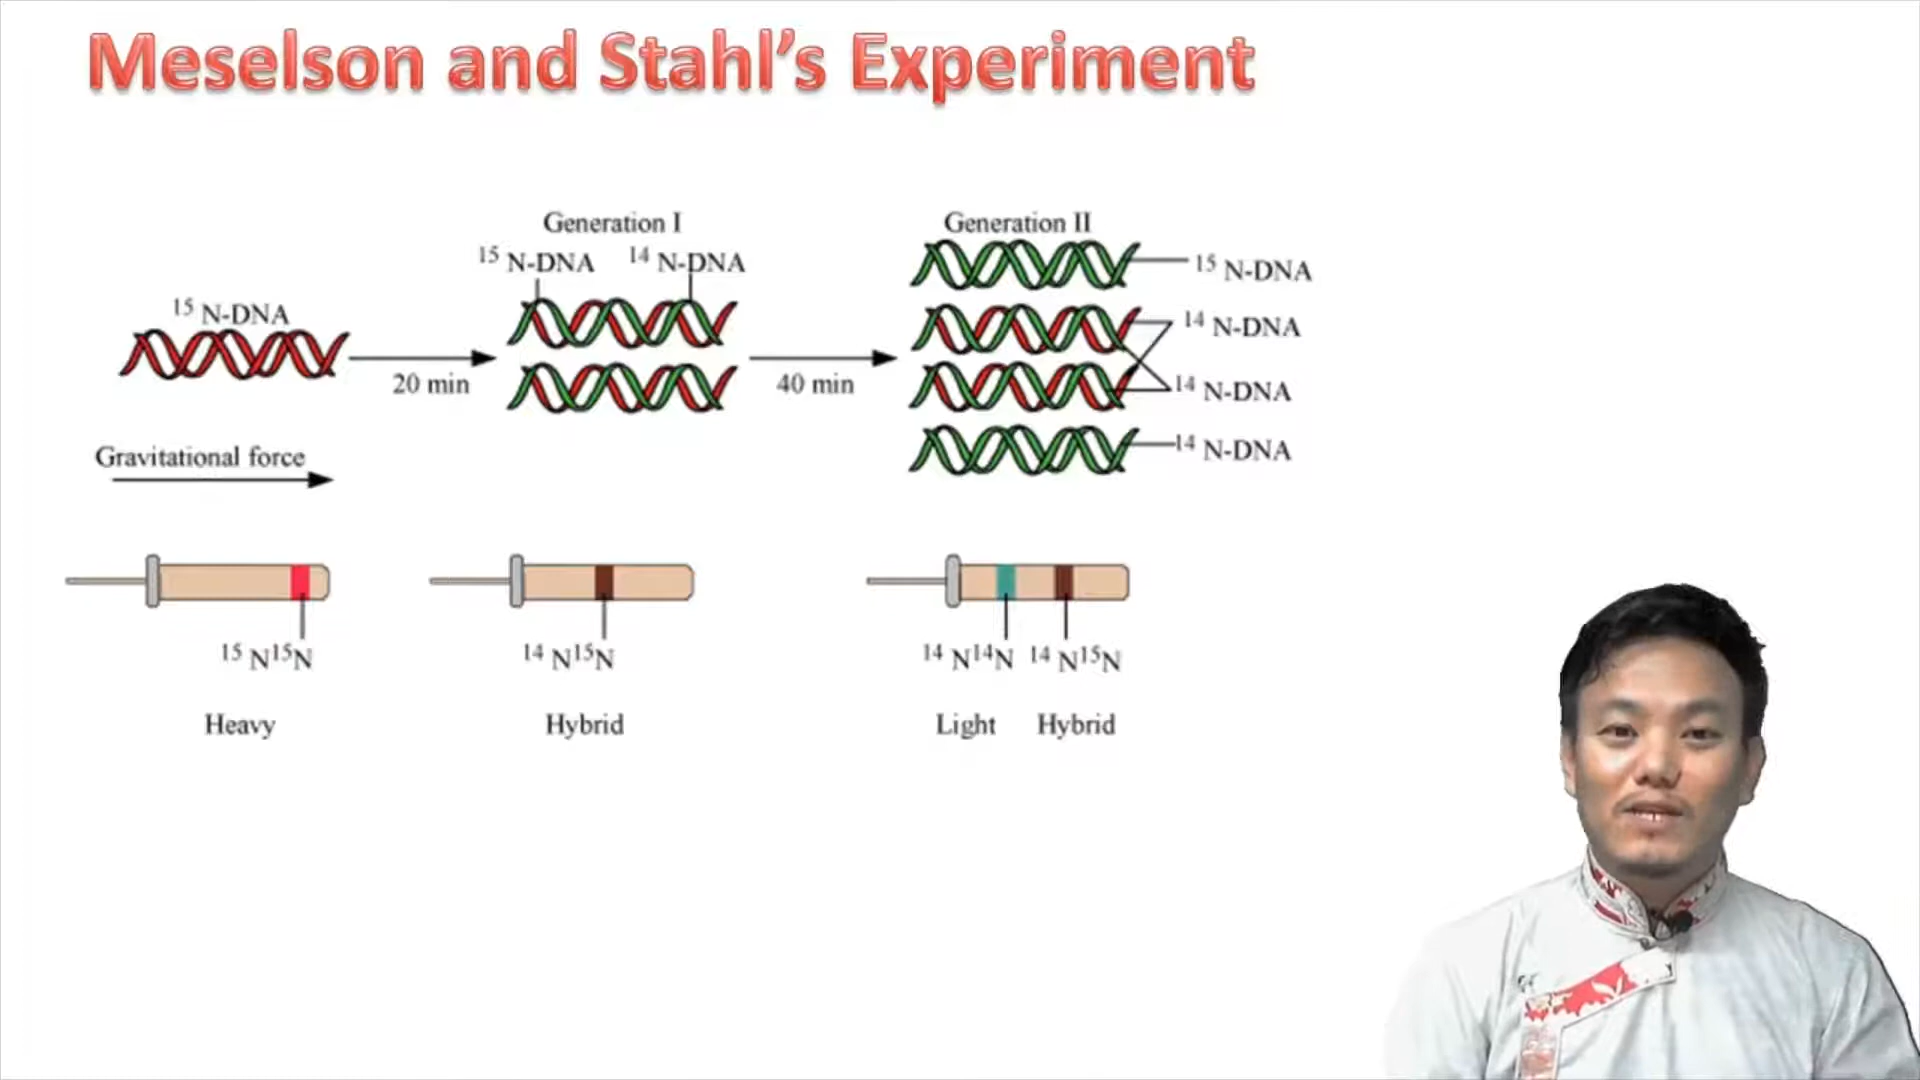 Meselson and Stahl’s Experiment
Generation I
15 N-DNA 14 N-DNA
15 N-DNA
20 min
40 min
Generation II
15 N-DNA
14 N-DNA
14 N-DNA
14 N-DNA
Gravitational force
15 N15N
14 N15N
14 N14N 14 N15N
Heavy
Hybrid
Light Hybrid